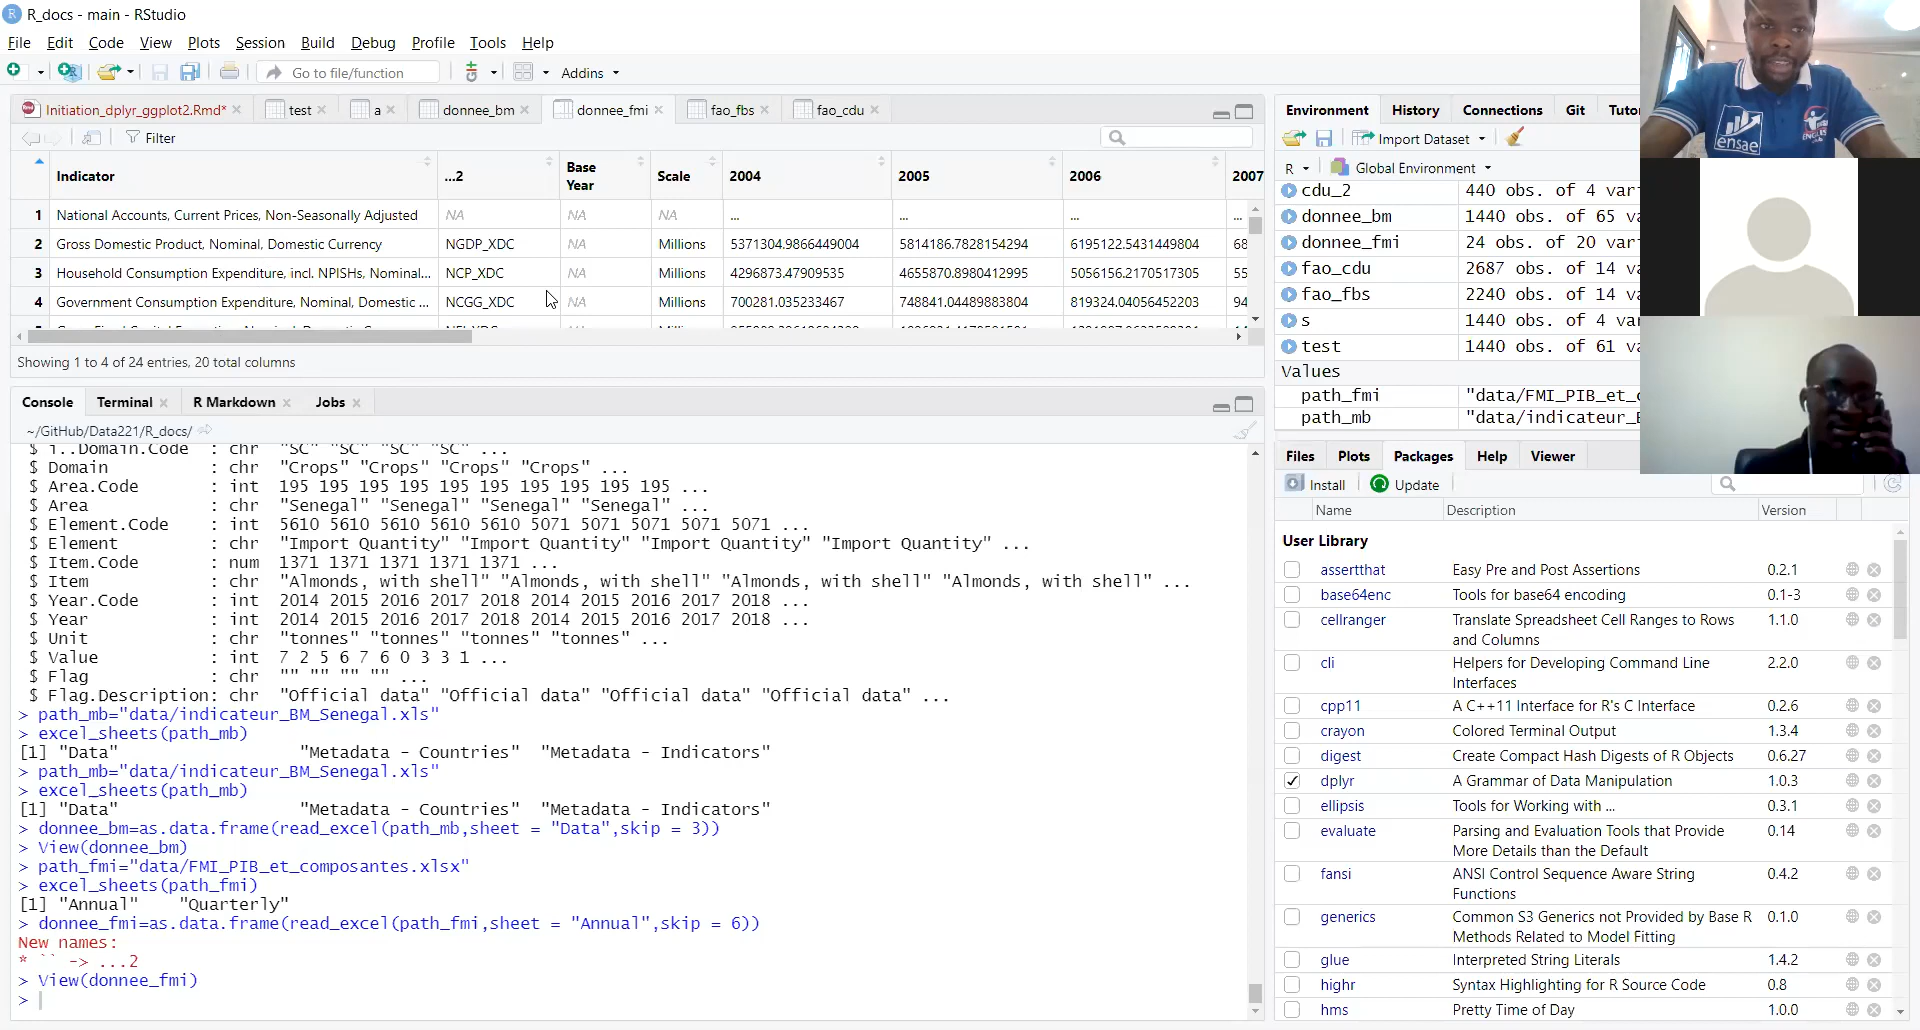 R_docs - main - RStudio
File Edit Code View Plots Session Build Debug Profile Tools Help
Go to file/function Addins
Initiation_dplyr_ggplot2.Rmd* test a donnee_bm donnee_fmi fao_fbs fao_cdu
Filter
Indicator ...2 Base Year Scale 2004 2005 2006 2007
1 National Accounts, Current Prices, Non-Seasonally Adjusted NA NA NA ... ... ... ...
2 Gross Domestic Product, Nominal, Domestic Currency NGDP_XDC NA Millions 5371304.9866449004 5814186.7828154294 6195122.5431449804 68
3 Household Consumption Expenditure, incl. NPISHs, Nominal... NCP_XDC NA Millions 4296873.47909535 4655870.8980412995 5056156.2170517305 55
4 Government Consumption Expenditure, Nominal, Domestic ... NCGG_XDC NA Millions 700281.035233467 748841.04489883804 819324.04056452203 94
Showing 1 to 4 of 24 entries, 20 total columns
Console Terminal R Markdown Jobs
~/GitHub/Data221/R_docs/
$ ï..Domain.Code : chr "SC" "SC" "SC" "SC" ...
$ Domain : chr "Crops" "Crops" "Crops" "Crops" ...
$ Area.Code : int 195 195 195 195 195 195 195 195 195 195 ...
$ Area : chr "Senegal" "Senegal" "Senegal" "Senegal" ...
$ Element.Code : int 5610 5610 5610 5610 5610 5071 5071 5071 5071 5071 ...
$ Element : chr "Import Quantity" "Import Quantity" "Import Quantity" "Import Quantity" ...
$ Item.Code : num 1371 1371 1371 1371 1371 ...
$ Item : chr "Almonds, with shell" "Almonds, with shell" "Almonds, with shell" "Almonds, with shell" ...
$ Year.Code : int 2014 2015 2016 2017 2018 2014 2015 2016 2017 2018 ...
$ Year : int 2014 2015 2016 2017 2018 2014 2015 2016 2017 2018 ...
$ Unit : chr "tonnes" "tonnes" "tonnes" "tonnes" ...
$ Value : int 7 2 5 6 7 6 0 3 3 1 ...
$ Flag : chr "" "" "" "" ...
$ Flag.Description: chr "Official data" "Official data" "Official data" "Official data" ...
> path_mb="data/indicateur_BM_Senegal.xls"
> excel_sheets(path_mb)
[1] "Data" "Metadata - Countries" "Metadata - Indicators"
> path_mb="data/indicateur_BM_Senegal.xls"
> excel_sheets(path_mb)
[1] "Data" "Metadata - Countries" "Metadata - Indicators"
> donnee_bm=as.data.frame(read_excel(path_mb,sheet = "Data",skip = 3))
> View(donnee_bm)
> path_fmi="data/FMI_PIB_et_composantes.xlsx"
> excel_sheets(path_fmi)
[1] "Annual" "Quarterly"
> donnee_fmi=as.data.frame(read_excel(path_fmi,sheet = "Annual",skip = 6))
New names:
* `` -> ...2
> View(donnee_fmi)
>
Environment History Connections Git Tuto
Import Dataset
R Global Environment
cdu_2 440 obs. of 4 var
donnee_bm 1440 obs. of 65 va
donnee_fmi 24 obs. of 20 var
fao_cdu 2687 obs. of 14 v
fao_fbs 2240 obs. of 14 v
s 1440 obs. of 4 va
test 1440 obs. of 61 va
Values
path_fmi "data/FMI_PIB_et_c
path_mb "data/indicateur_B
Files Plots Packages Help Viewer
Install Update
Name Description Version
User Library
assertthat Easy Pre and Post Assertions 0.2.1
base64enc Tools for base64 encoding 0.1-3
cellranger Translate Spreadsheet Cell Ranges to Rows and Columns 1.1.0
cli Helpers for Developing Command Line Interfaces 2.2.0
cpp11 A C++11 Interface for R's C Interface 0.2.6
crayon Colored Terminal Output 1.3.4
digest Create Compact Hash Digests of R Objects 0.6.27
dplyr A Grammar of Data Manipulation 1.0.3
ellipsis Tools for Working with ... 0.3.1
evaluate Parsing and Evaluation Tools that Provide More Details than the Default 0.14
fansi ANSI Control Sequence Aware String Functions 0.4.2
generics Common S3 Generics not Provided by Base R Methods Related to Model Fitting 0.1.0
glue Interpreted String Literals 1.4.2
highr Syntax Highlighting for R Source Code 0.8
hms Pretty Time of Day 1.0.0
ensae